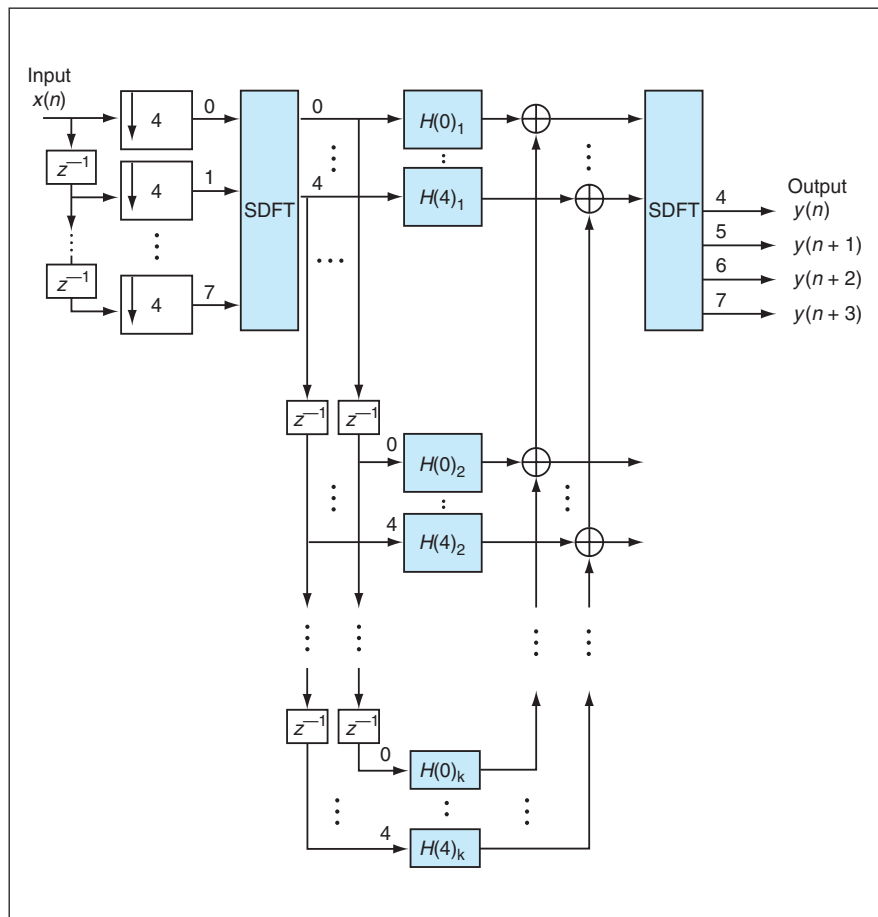 Input
x(n)
4
0
SDFT
0
H(0)₁
z⁻¹
4
1
4
H(4)₁
SDFT
4
Output
y(n)
5
y(n + 1)
z⁻¹
4
7
6
y(n + 2)
7
y(n + 3)
z⁻¹
z⁻¹
0
H(0)₂
4
H(4)₂
z⁻¹
z⁻¹
0
H(0)k
4
H(4)k